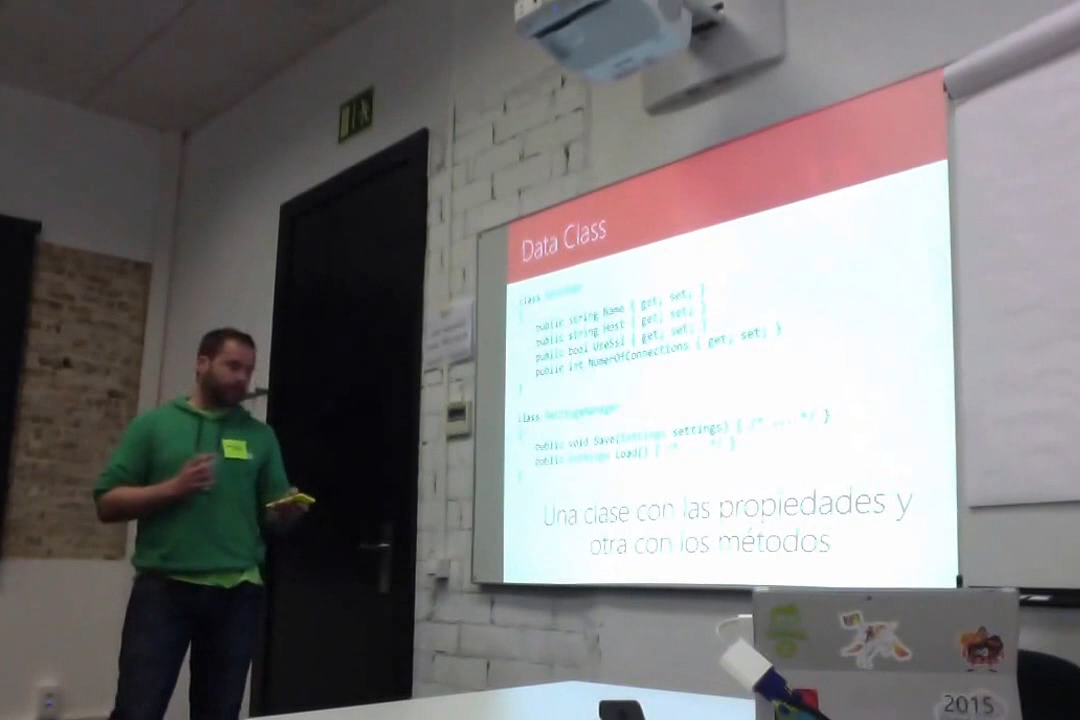 Data Class
class
{
public string Name { get; set; }
public string Host { get; set; }
public bool UseSsl { get; set; }
public int NumerOfConnections { get; set; }
}
class SettingsManager
{
public void Save(Settings settings) { /* .... */ }
public Settings Load() { /* .... */ }
}
Una clase con las propiedades y
otra con los métodos
2015